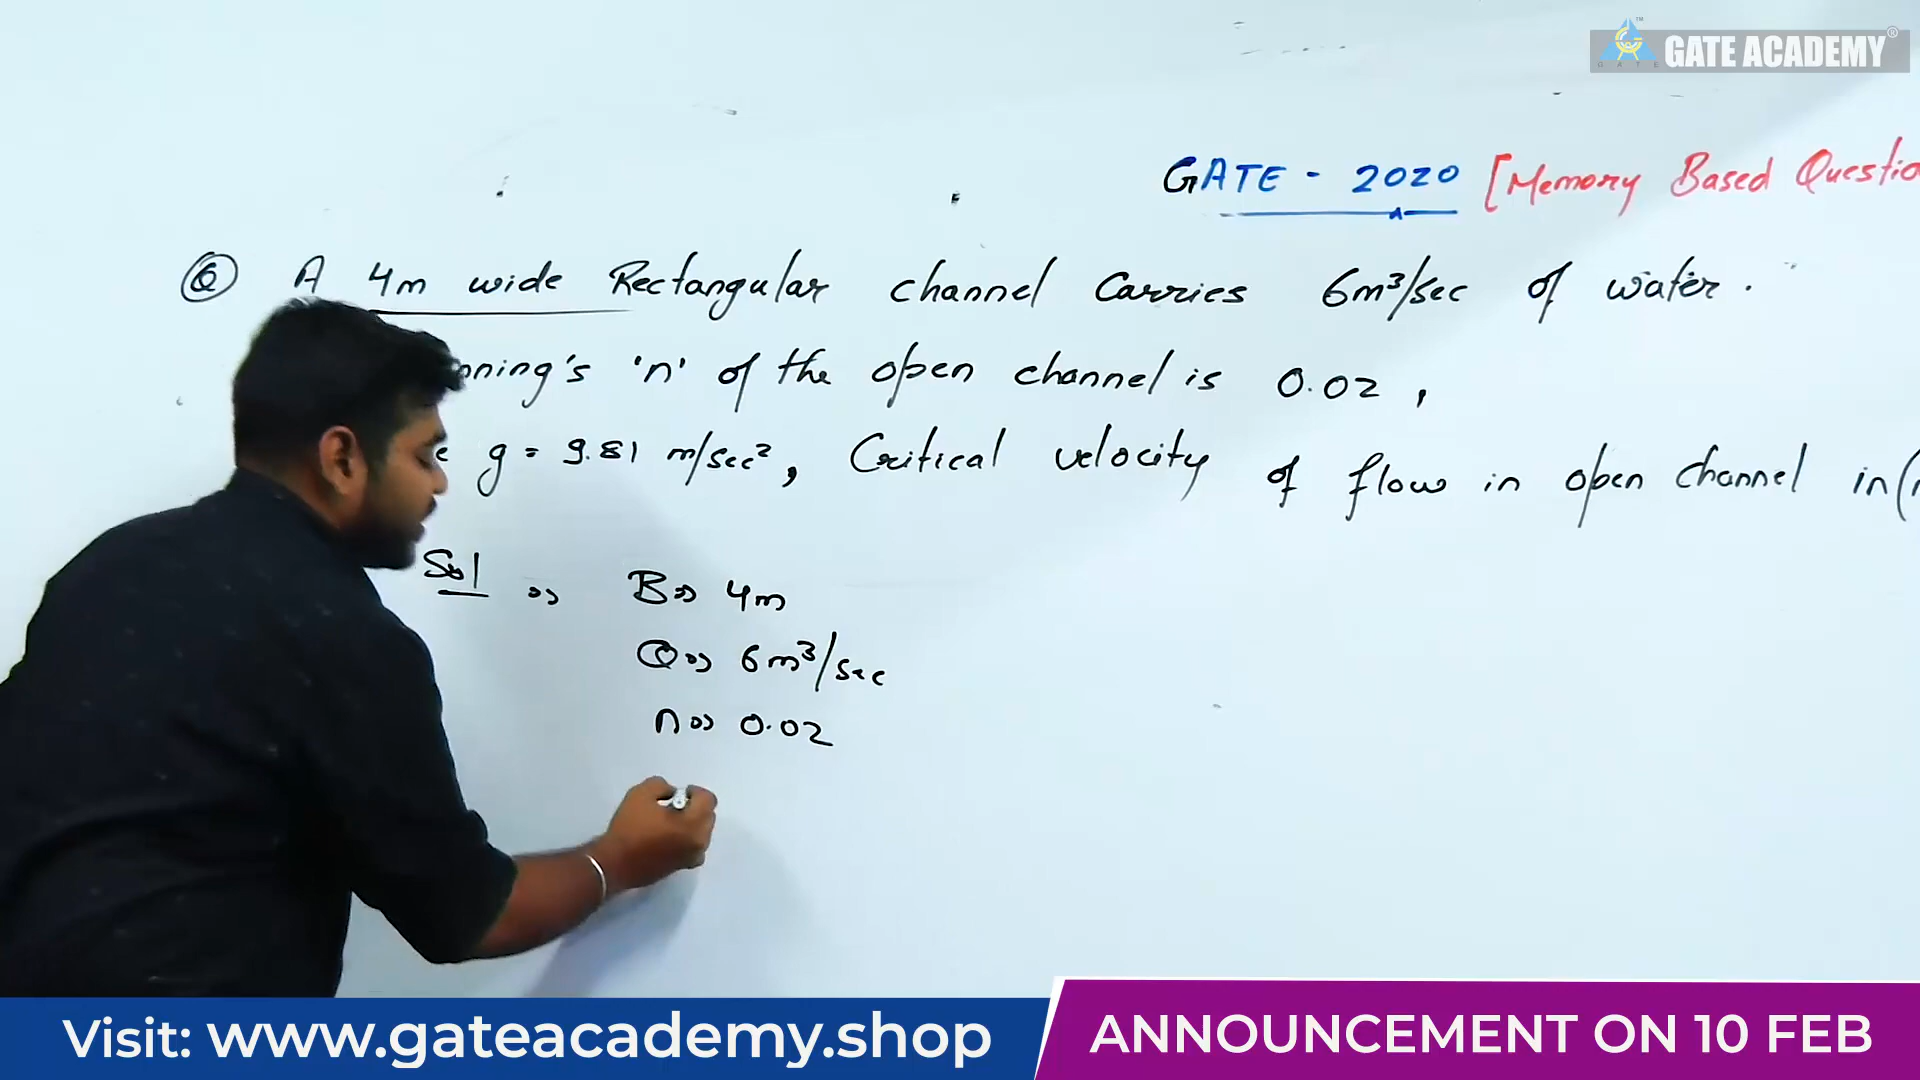 GATE ACADEMY®
GATE - 2020 [Memory Based Questio
Q A 4m wide Rectangular channel Carries 6m³/sec of water.
nning's 'n' of the open channel is 0.02,
g = 9.81 m/sec², Critical velocity of flow in open channel in(
Sol ⇒ B⇒ 4m
Q⇒ 6m³/sec
n⇒ 0.02
Visit: www.gateacademy.shop
ANNOUNCEMENT ON 10 FEB